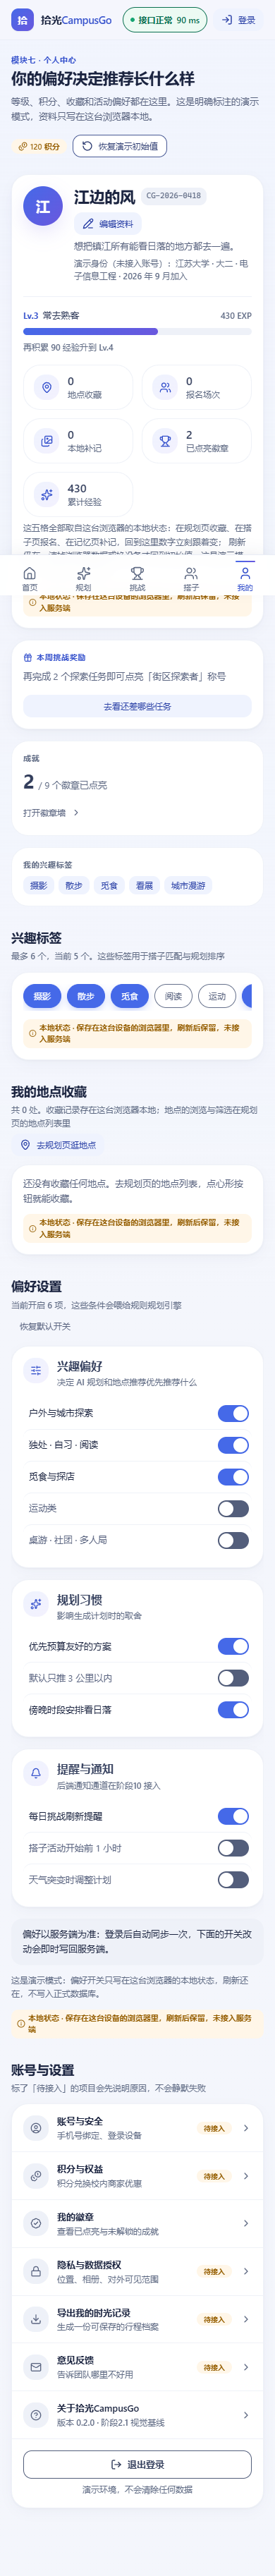 拾
拾光CampusGo
接口正常 90 ms
登录
模块七 · 个人中心
你的偏好决定推荐长什么样
等级、积分、收藏和活动偏好都在这里。这是明确标注的演
示模式，资料只写在这台浏览器本地。
120 积分
恢复演示初始值
江
江边的风
CG-2026-0418
编辑资料
想把镇江所有能看日落的地方都去一遍。
演示身份（未接入账号）：江苏大学 · 大二 · 电
子信息工程 · 2026 年 9 月加入
Lv.3 常去熟客
430 EXP
再积累 90 经验升到 Lv.4
0
地点收藏
0
报名场次
0
本地补记
2
已点亮徽章
430
累计经验
这五格全部取自这台浏览器的本地状态：在规划页收藏、在搭
子页报名、在记忆页补记，回到这里数字立刻跟着变；刷新
首页
规划
挑战
搭子
我的
本地状态 · 保存在这台设备的浏览器里，刷新后保留，未接
入服务端
本周挑战奖励
再完成 2 个探索任务即可点亮「街区探索者」称号
去看还差哪些任务
成就
2 / 9 个徽章已点亮
打开徽章墙
我的兴趣标签
摄影
散步
觅食
看展
城市漫游
兴趣标签
最多 6 个，当前 5 个。这些标签用于搭子匹配与规划排序
摄影
散步
觅食
阅读
运动
本地状态 · 保存在这台设备的浏览器里，刷新后保留，未接
入服务端
我的地点收藏
共 0 处。收藏记录存在这台浏览器本地；地点的浏览与筛选在规划
页的地点列表里
去规划页逛地点
还没有收藏任何地点。去规划页的地点列表，点心形按
钮就能收藏。
本地状态 · 保存在这台设备的浏览器里，刷新后保留，未接
入服务端
偏好设置
当前开启 6 项，这些条件会喂给规则规划引擎
恢复默认开关
兴趣偏好
决定 AI 规划和地点推荐优先推荐什么
户外与城市探索
独处 · 自习 · 阅读
觅食与探店
运动类
桌游 · 社团 · 多人局
规划习惯
影响生成计划时的取舍
优先预算友好的方案
默认只推 3 公里以内
傍晚时段安排看日落
提醒与通知
后端通知通道在阶段10 接入
每日挑战刷新提醒
搭子活动开始前 1 小时
天气突变时调整计划
偏好以服务端为准：登录后自动同步一次，下面的开关改
动会即时写回服务端。
这是演示模式：偏好开关只写在这台浏览器的本地状态，刷新还
在，不写入正式数据库。
本地状态 · 保存在这台设备的浏览器里，刷新后保留，未接入服务
端
账号与设置
标了「待接入」的项目会先说明原因，不会静默失败
账号与安全
手机号绑定、登录设备
待接入
积分与权益
积分兑换校内商家优惠
待接入
我的徽章
查看已点亮与未解锁的成就
隐私与数据授权
位置、相册、对外可见范围
待接入
导出我的时光记录
生成一份可保存的行程档案
待接入
意见反馈
告诉团队哪里不好用
待接入
关于拾光CampusGo
版本 0.2.0 · 阶段2.1 视觉基线
退出登录
演示环境，不会清除任何数据